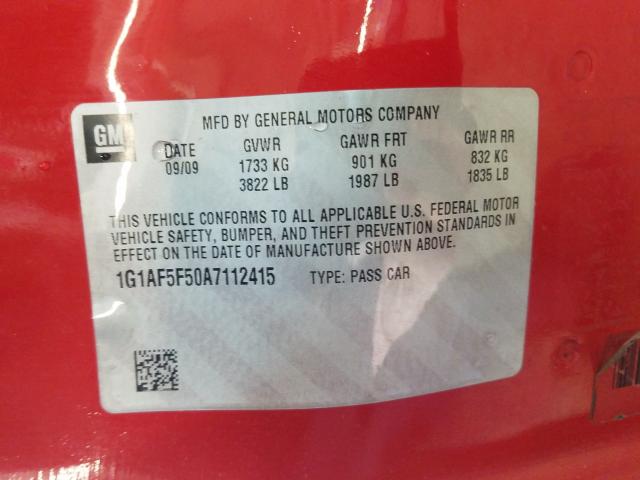 GM
MFD BY GENERAL MOTORS COMPANY
DATE GVWR GAWR FRT GAWR RR
09/09 1733 KG 901 KG 832 KG
3822 LB 1987 LB 1835 LB
THIS VEHICLE CONFORMS TO ALL APPLICABLE U.S. FEDERAL MOTOR
VEHICLE SAFETY, BUMPER, AND THEFT PREVENTION STANDARDS IN
EFFECT ON THE DATE OF MANUFACTURE SHOWN ABOVE.
1G1AF5F50A7112415 TYPE: PASS CAR